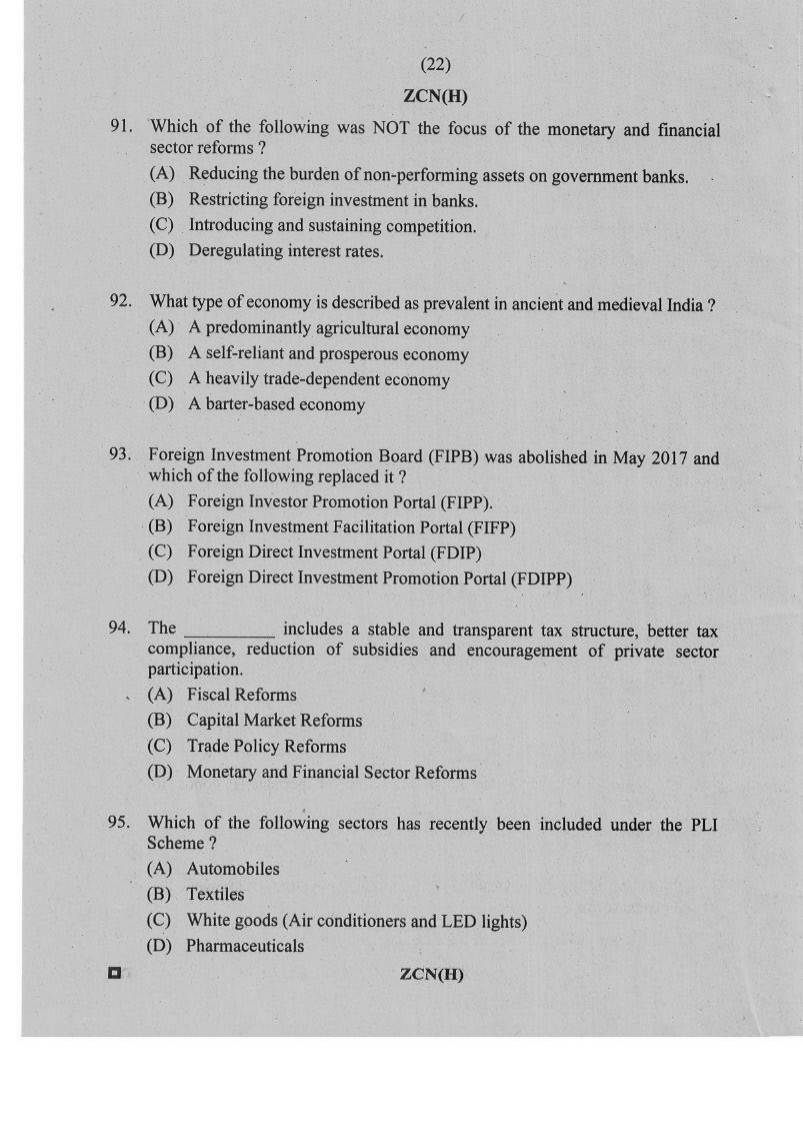 (22)
ZCN(H)
91. Which of the following was NOT the focus of the monetary and financial
sector reforms ?
(A) Reducing the burden of non-performing assets on government banks.
(B) Restricting foreign investment in banks.
(C) Introducing and sustaining competition.
(D) Deregulating interest rates.
92. What type of economy is described as prevalent in ancient and medieval India ?
(A) A predominantly agricultural economy
(B) A self-reliant and prosperous economy
(C) A heavily trade-dependent economy
(D) A barter-based economy
93. Foreign Investment Promotion Board (FIPB) was abolished in May 2017 and
which of the following replaced it ?
(A) Foreign Investor Promotion Portal (FIPP).
(B) Foreign Investment Facilitation Portal (FIFP)
(C) Foreign Direct Investment Portal (FDIP)
(D) Foreign Direct Investment Promotion Portal (FDIPP)
94. The __________ includes a stable and transparent tax structure, better tax
compliance, reduction of subsidies and encouragement of private sector
participation.
(A) Fiscal Reforms
(B) Capital Market Reforms
(C) Trade Policy Reforms
(D) Monetary and Financial Sector Reforms
95. Which of the following sectors has recently been included under the PLI
Scheme ?
(A) Automobiles
(B) Textiles
(C) White goods (Air conditioners and LED lights)
(D) Pharmaceuticals
ZCN(H)